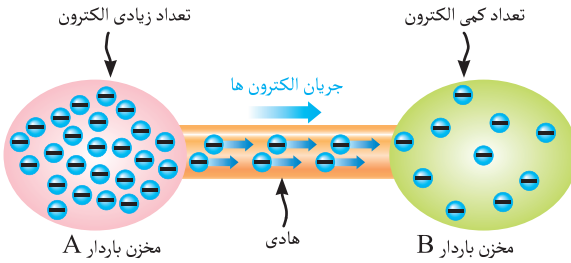 تعداد زیادی الکترون
تعداد کمی الکترون
جریان الکترون ها
هادی
مخزن باردار A
مخزن باردار B